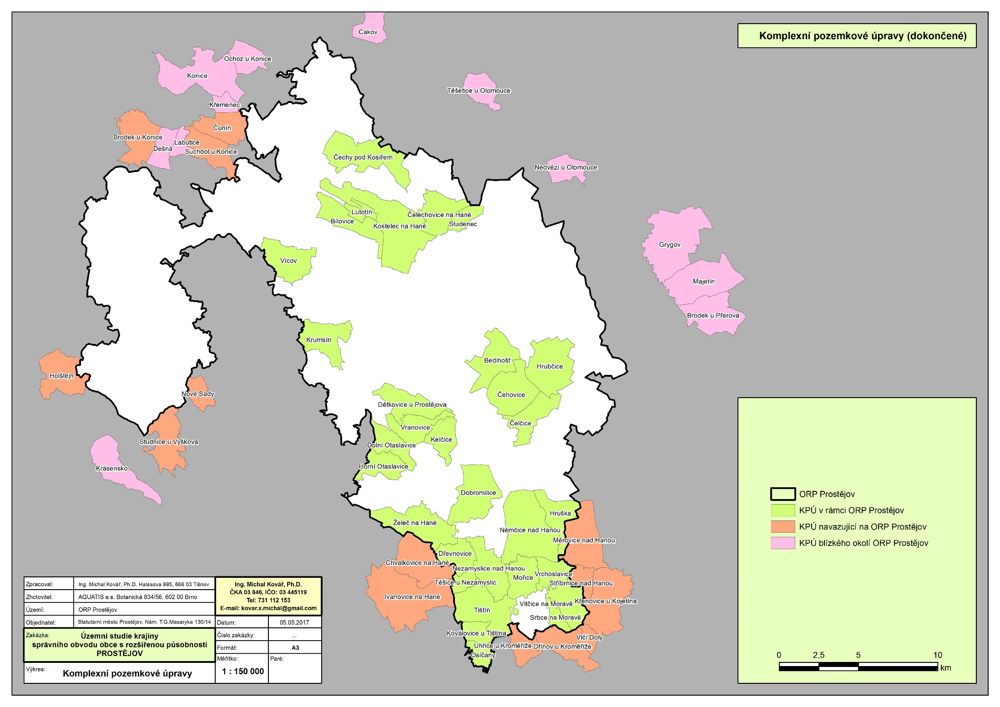 Komplexní pozemkové úpravy (dokončené)
Cakov
Ochoz u Konice
Konice
Těšetice u Olomouce
Křemenec
Čunín
Brodek u Konice
Labutice
Dešná
Suchdol u Konice
Čechy pod Kosířem
Nedvězí u Olomouce
Lutotín
Čelechovice na Hané
Bílovice
Studenec
Kostelec na Hané
Grygov
Vícov
Majetín
Brodek u Přerova
Krumsín
Bedihošť
Hrubčice
Holštejn
Nové Sady
Čehovice
Dětkovice u Prostějova
Čelčice
Vranovice
Kelčice
Studnice u Vyškova
Dolní Otaslavice
Horní Otaslavice
Krásensko
Dobromilice
Hruška
Želeč na Hané
Němčice nad Hanou
Měrovice nad Hanou
Dřevnovice
Chvalkovice na Hané
Nezamyslice nad Hanou
Vrchoslavice
Mořice
Těšice u Nezamyslic
Stříbrnice nad Hanou
Ivanovice na Hané
Křenovice u Kojetína
Vitčice na Moravě
Tištín
Srbce na Moravě
Koválovice u Tištína
Vlčí Doly
Uhřice u Kroměříže
Dřínov u Kroměříže
Osíčany
ORP Prostějov
KPÚ v rámci ORP Prostějov
KPÚ navazující na ORP Prostějov
KPÚ blízkého okolí ORP Prostějov
0 2,5 5 10
km
Zpracoval: Ing. Michal Kovář, Ph.D. Halasova 995, 666 03 Tišnov
Zhotovitel: AQUATIS a.s. Botanická 834/56, 602 00 Brno
Území: ORP Prostějov
Objednatel: Statutární město Prostějov, Nám. T.G.Masaryka 130/14
Ing. Michal Kovář, Ph.D.
ČKA 03 846, IČO: 03 445119
Tel: 731 112 153
E-mail: kovar.x.michal@gmail.com
Datum: 05.05.2017
Číslo zakázky: ...
Formát: A3
Měřítko: Paré:
1 : 150 000
Zakázka: Územní studie krajiny
správního obvodu obce s rozšířenou působností
PROSTĚJOV
Výkres:
Komplexní pozemkové úpravy